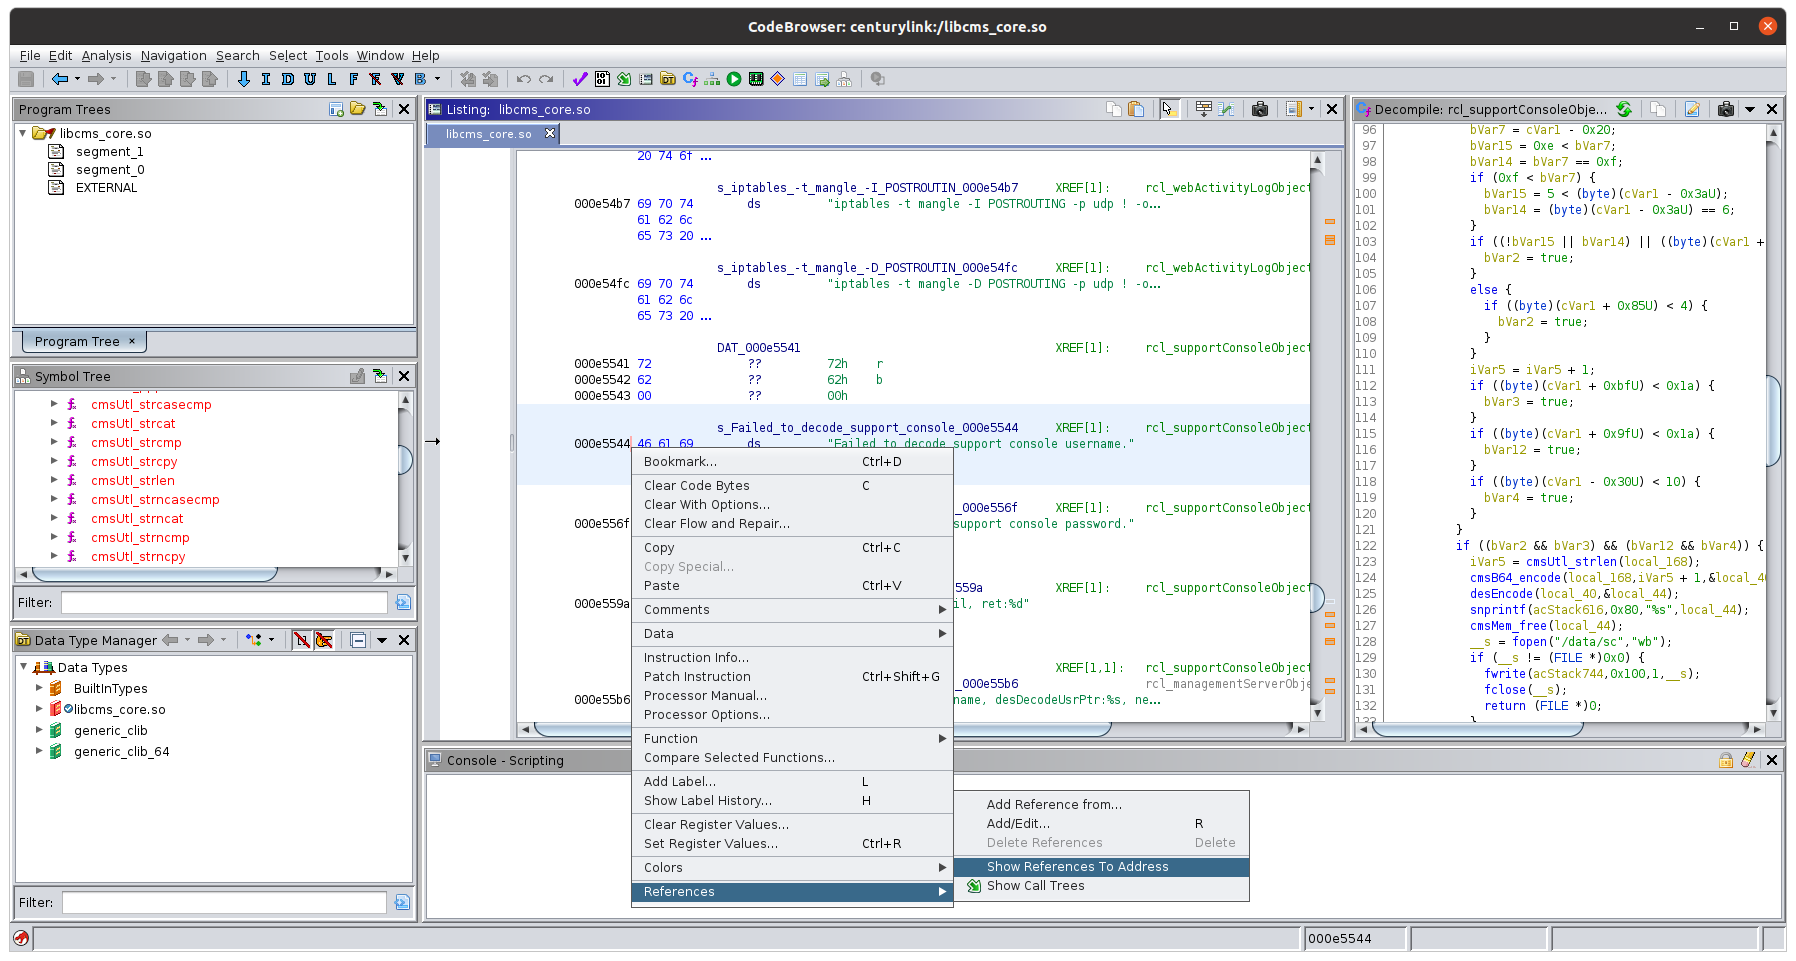 CodeBrowser: centurylink:/libcms_core.so
File Edit Analysis Navigation Search Select Tools Window Help
I D U L F B
Program Trees
libcms_core.so
segment_1
segment_0
EXTERNAL
Program Tree ×
Symbol Tree
cmsUtl_strcasecmp
cmsUtl_strcat
cmsUtl_strcmp
cmsUtl_strcpy
cmsUtl_strlen
cmsUtl_strncasecmp
cmsUtl_strncat
cmsUtl_strncmp
cmsUtl_strncpy
Filter:
Data Type Manager
Data Types
BuiltInTypes
libcms_core.so
generic_clib
generic_clib_64
Filter:
Listing: libcms_core.so
libcms_core.so
20 74 6f ...
s_iptables_-t_mangle_-I_POSTROUTIN_000e54b7 XREF[1]: rcl_webActivityLogObject
000e54b7 69 70 74 ds "iptables -t mangle -I POSTROUTING -p udp ! -o...
61 62 6c
65 73 20 ...
s_iptables_-t_mangle_-D_POSTROUTIN_000e54fc XREF[1]: rcl_webActivityLogObject
000e54fc 69 70 74 ds "iptables -t mangle -D POSTROUTING -p udp ! -o...
61 62 6c
65 73 20 ...
DAT_000e5541 XREF[1]: rcl_supportConsoleObject
000e5541 72 ?? 72h r
000e5542 62 ?? 62h b
000e5543 00 ?? 00h
s_Failed_to_decode_support_console_000e5544 XREF[1]: rcl_supportConsoleObject
000e5544 46 61 69 ds "Failed to decode support console username."
_000e556f XREF[1]: rcl_supportConsoleObject
000e556f support console password."
559a XREF[1]: rcl_supportConsoleObject
000e559a il, ret:%d"
XREF[1,1]: rcl_supportConsoleObject
_000e55b6 rcl_managementServerObje
000e55b6 name, desDecodeUsrPtr:%s, ne...
Bookmark... Ctrl+D
Clear Code Bytes C
Clear With Options...
Clear Flow and Repair...
Copy Ctrl+C
Copy Special...
Paste Ctrl+V
Comments
Data
Instruction Info...
Patch Instruction Ctrl+Shift+G
Processor Manual...
Processor Options...
Function
Compare Selected Functions...
Add Label... L
Show Label History... H
Clear Register Values...
Set Register Values... Ctrl+R
Colors
References
Add Reference from...
Add/Edit... R
Delete References Delete
Show References To Address
Show Call Trees
Decompile: rcl_supportConsoleObje...
96 bVar7 = cVar1 - 0x20;
97 bVar15 = 0xe < bVar7;
98 bVar14 = bVar7 == 0xf;
99 if (0xf < bVar7) {
100 bVar15 = 5 < (byte)(cVar1 - 0x3aU);
101 bVar14 = (byte)(cVar1 - 0x3aU) == 6;
102 }
103 if ((!bVar15 || bVar14) || ((byte)(cVar1 +
104 bVar2 = true;
105 }
106 else {
107 if ((byte)(cVar1 + 0x85U) < 4) {
108 bVar2 = true;
109 }
110 }
111 iVar5 = iVar5 + 1;
112 if ((byte)(cVar1 + 0xbfU) < 0x1a) {
113 bVar3 = true;
114 }
115 if ((byte)(cVar1 + 0x9fU) < 0x1a) {
116 bVar12 = true;
117 }
118 if ((byte)(cVar1 - 0x30U) < 10) {
119 bVar4 = true;
120 }
121 }
122 if ((bVar2 && bVar3) && (bVar12 && bVar4)) {
123 iVar5 = cmsUtl_strlen(local_168);
124 cmsB64_encode(local_168,iVar5 + 1,&local_4
125 desEncode(local_40,&local_44);
126 snprintf(acStack616,0x80,"%s",local_44);
127 cmsMem_free(local_44);
128 __s = fopen("/data/sc","wb");
129 if (__s != (FILE *)0x0) {
130 fwrite(acStack744,0x100,1,__s);
131 fclose(__s);
132 return (FILE *)0;
Console - Scripting
000e5544